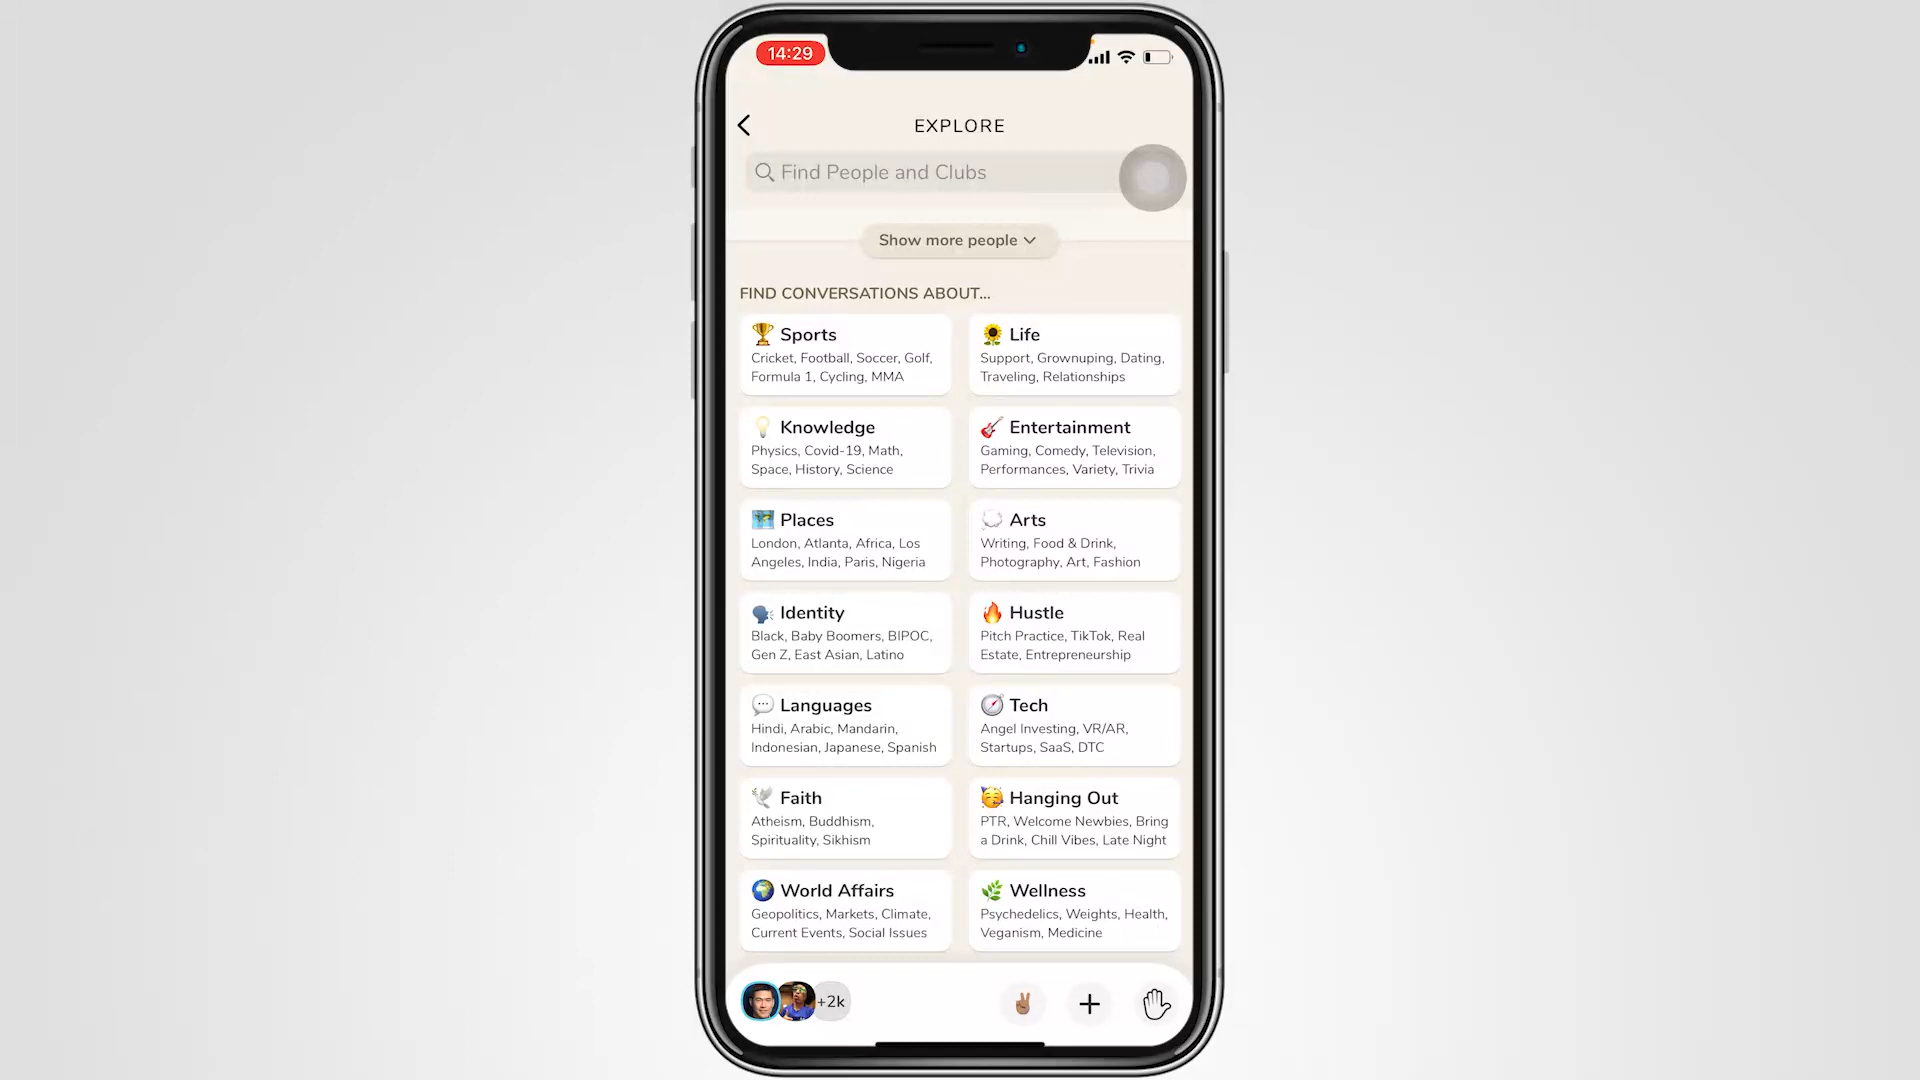 14:29
EXPLORE
Find People and Clubs
Show more people
FIND CONVERSATIONS ABOUT...
Sports
Cricket, Football, Soccer, Golf,
Formula 1, Cycling, MMA
Life
Support, Grownuping, Dating,
Traveling, Relationships
Knowledge
Physics, Covid-19, Math,
Space, History, Science
Entertainment
Gaming, Comedy, Television,
Performances, Variety, Trivia
Places
London, Atlanta, Africa, Los
Angeles, India, Paris, Nigeria
Arts
Writing, Food & Drink,
Photography, Art, Fashion
Identity
Black, Baby Boomers, BIPOC,
Gen Z, East Asian, Latino
Hustle
Pitch Practice, TikTok, Real
Estate, Entrepreneurship
Languages
Hindi, Arabic, Mandarin,
Indonesian, Japanese, Spanish
Tech
Angel Investing, VR/AR,
Startups, SaaS, DTC
Faith
Atheism, Buddhism,
Spirituality, Sikhism
Hanging Out
PTR, Welcome Newbies, Bring
a Drink, Chill Vibes, Late Night
World Affairs
Geopolitics, Markets, Climate,
Current Events, Social Issues
Wellness
Psychedelics, Weights, Health,
Veganism, Medicine
+2k